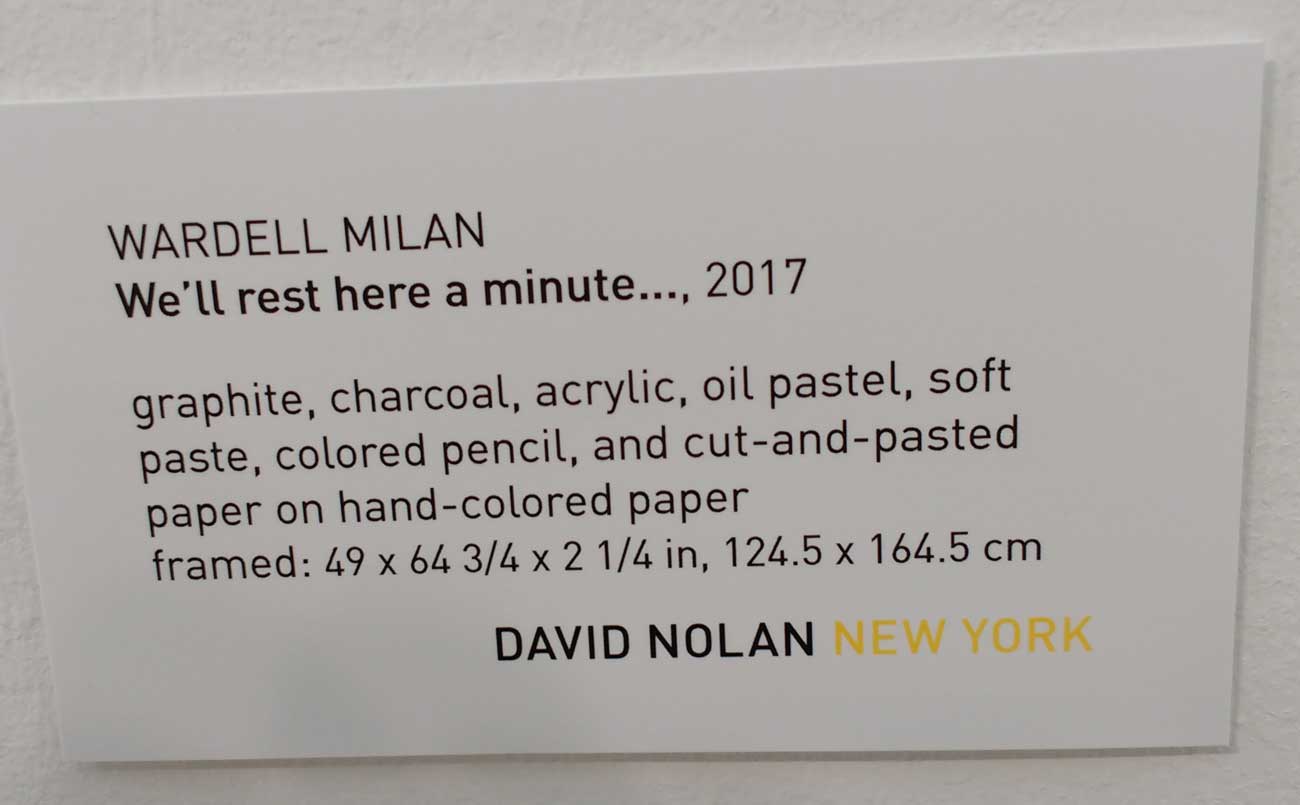 WARDELL MILAN
We'll rest here a minute..., 2017
graphite, charcoal, acrylic, oil pastel, soft
paste, colored pencil, and cut-and-pasted
paper on hand-colored paper
framed: 49 x 64 3/4 x 2 1/4 in, 124.5 x 164.5 cm
DAVID NOLAN NEW YORK